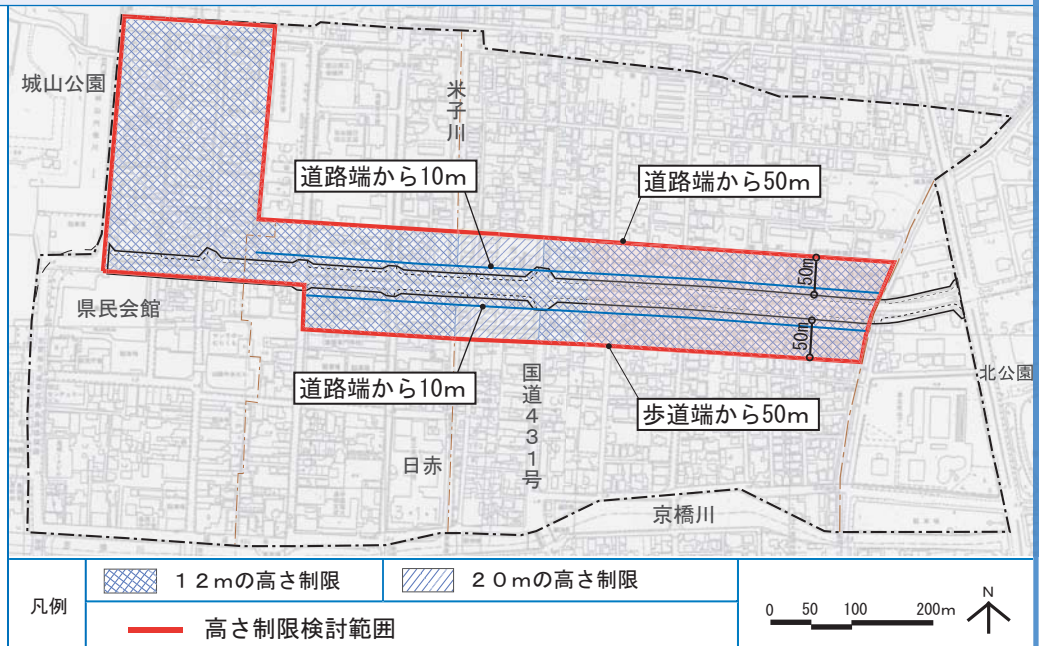 城山公園
米子川
道路端から10m
道路端から50m
50m
県民会館
50m
北公園
道路端から10m
国道431号
歩道端から50m
日赤
京橋川
凡例
12mの高さ制限
20mの高さ制限
高さ制限検討範囲
0 50 100 200m
N